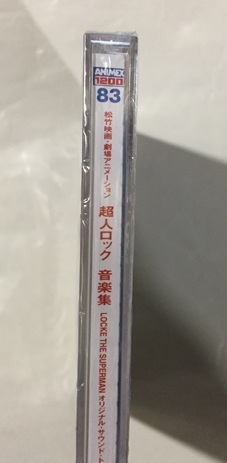 ANIMEX
1200
83
松竹映画・劇場アニメーション
超人ロック 音楽集
LOCKE THE SUPERMAN オリジナル・サウンド・ト